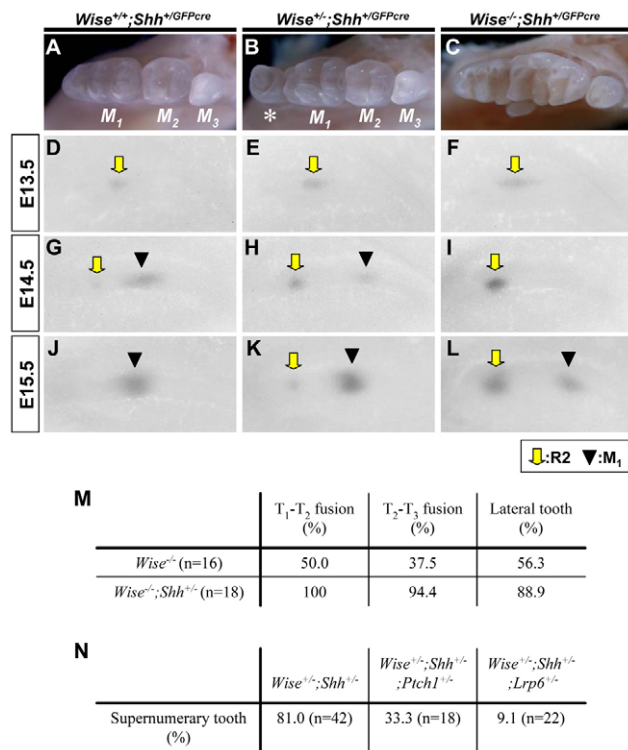 Wise+/+;Shh+/GFPcre Wise+/-;Shh+/GFPcre Wise-/-;Shh+/GFPcre
A B C
M1 M2 M3 * M1 M2 M3
E13.5
D E F
E14.5
G H I
E15.5
J K L
:R2 :M1
M
T1-T2 fusion (%) T2-T3 fusion (%) Lateral tooth (%)
Wise-/- (n=16) 50.0 37.5 56.3
Wise-/-;Shh+/- (n=18) 100 94.4 88.9
N
Wise+/-;Shh+/- Wise+/-;Shh+/-;Ptch1+/- Wise+/-;Shh+/-;Lrp6+/-
Supernumerary tooth (%) 81.0 (n=42) 33.3 (n=18) 9.1 (n=22)